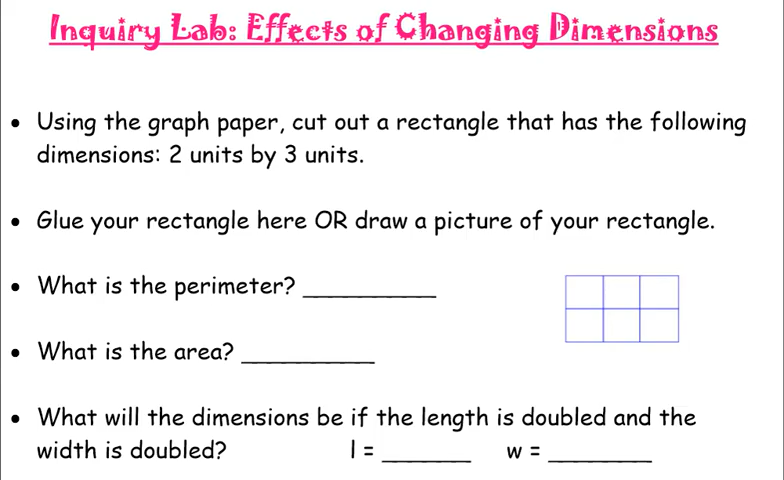 Inquiry Lab: Effects of Changing Dimensions
• Using the graph paper, cut out a rectangle that has the following
dimensions: 2 units by 3 units.
• Glue your rectangle here OR draw a picture of your rectangle.
• What is the perimeter? __________
• What is the area? __________
• What will the dimensions be if the length is doubled and the
width is doubled? l = _______ w = ________